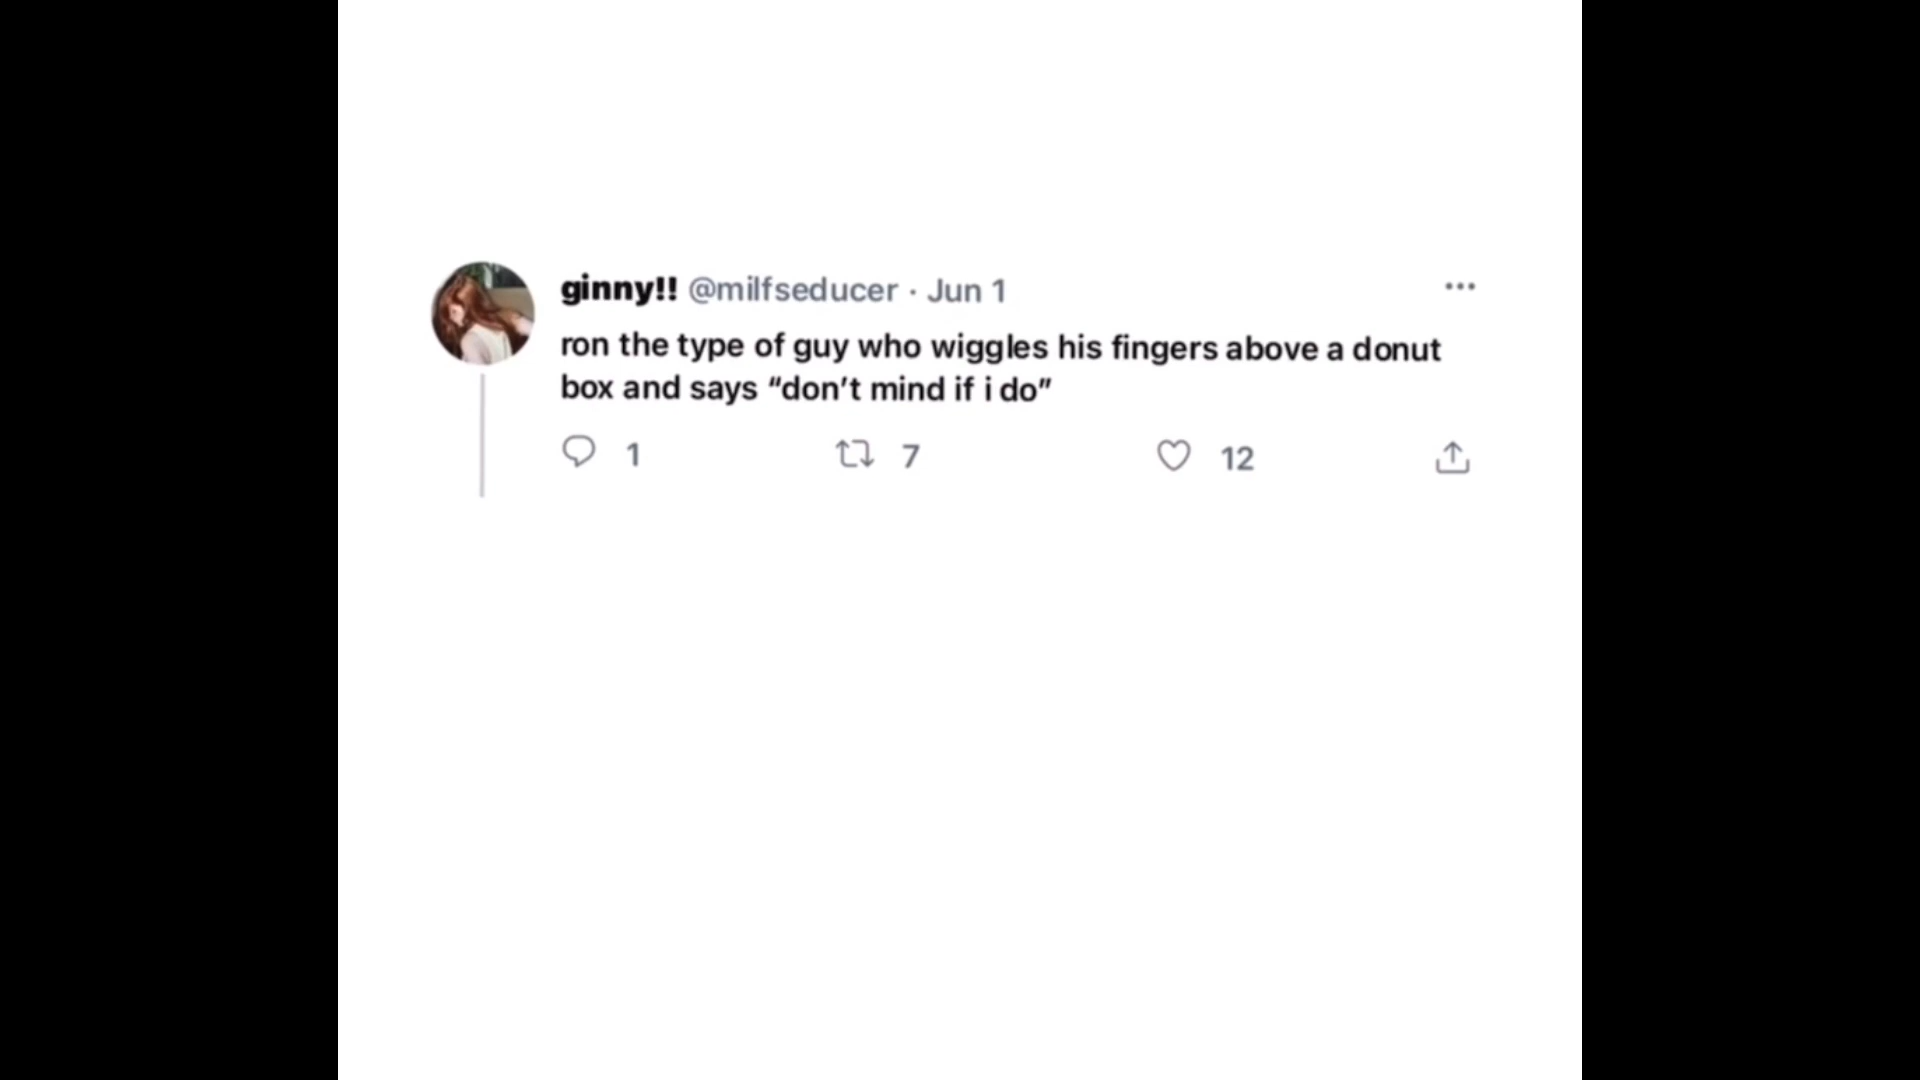 ginny!! @milfseducer · Jun 1
ron the type of guy who wiggles his fingers above a donut
box and says “don’t mind if i do”
1 7 12